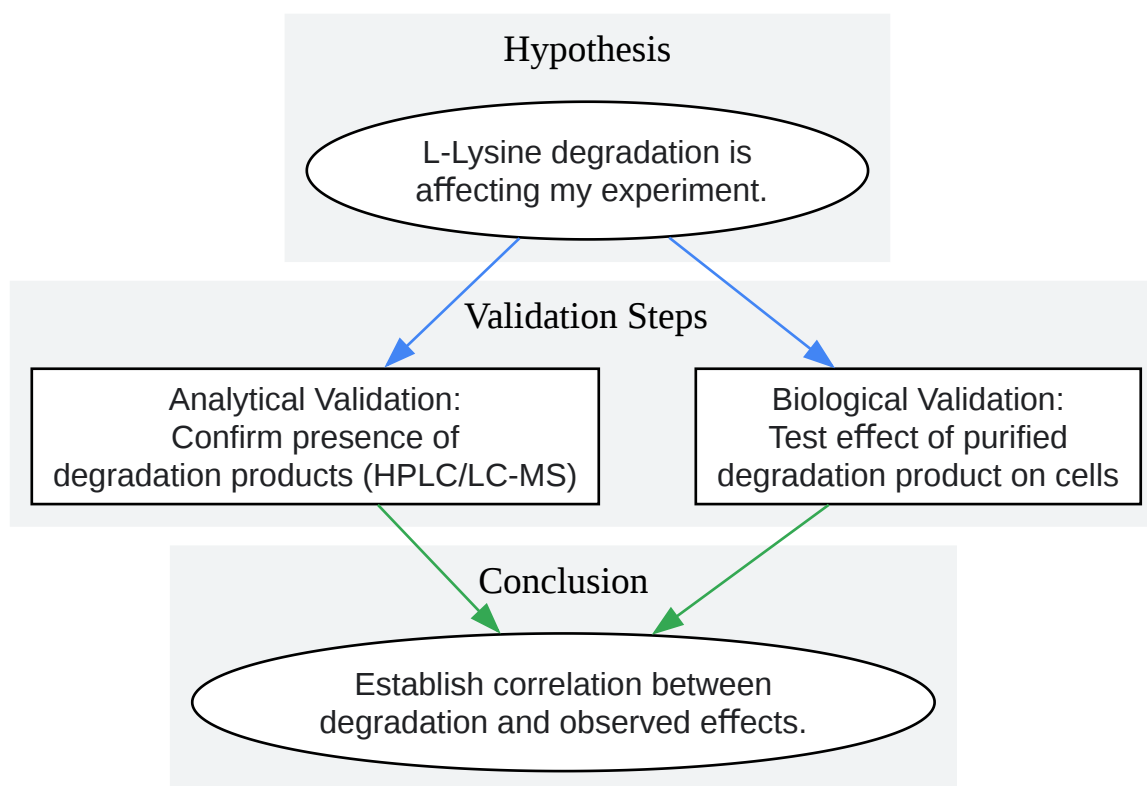 Hypothesis
L-Lysine degradation is
affecting my experiment.
Validation Steps
Analytical Validation:
Confirm presence of
degradation products (HPLC/LC-MS)
Biological Validation:
Test effect of purified
degradation product on cells
Conclusion
Establish correlation between
degradation and observed effects.